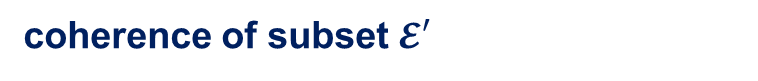 coherence of subset ℰ′